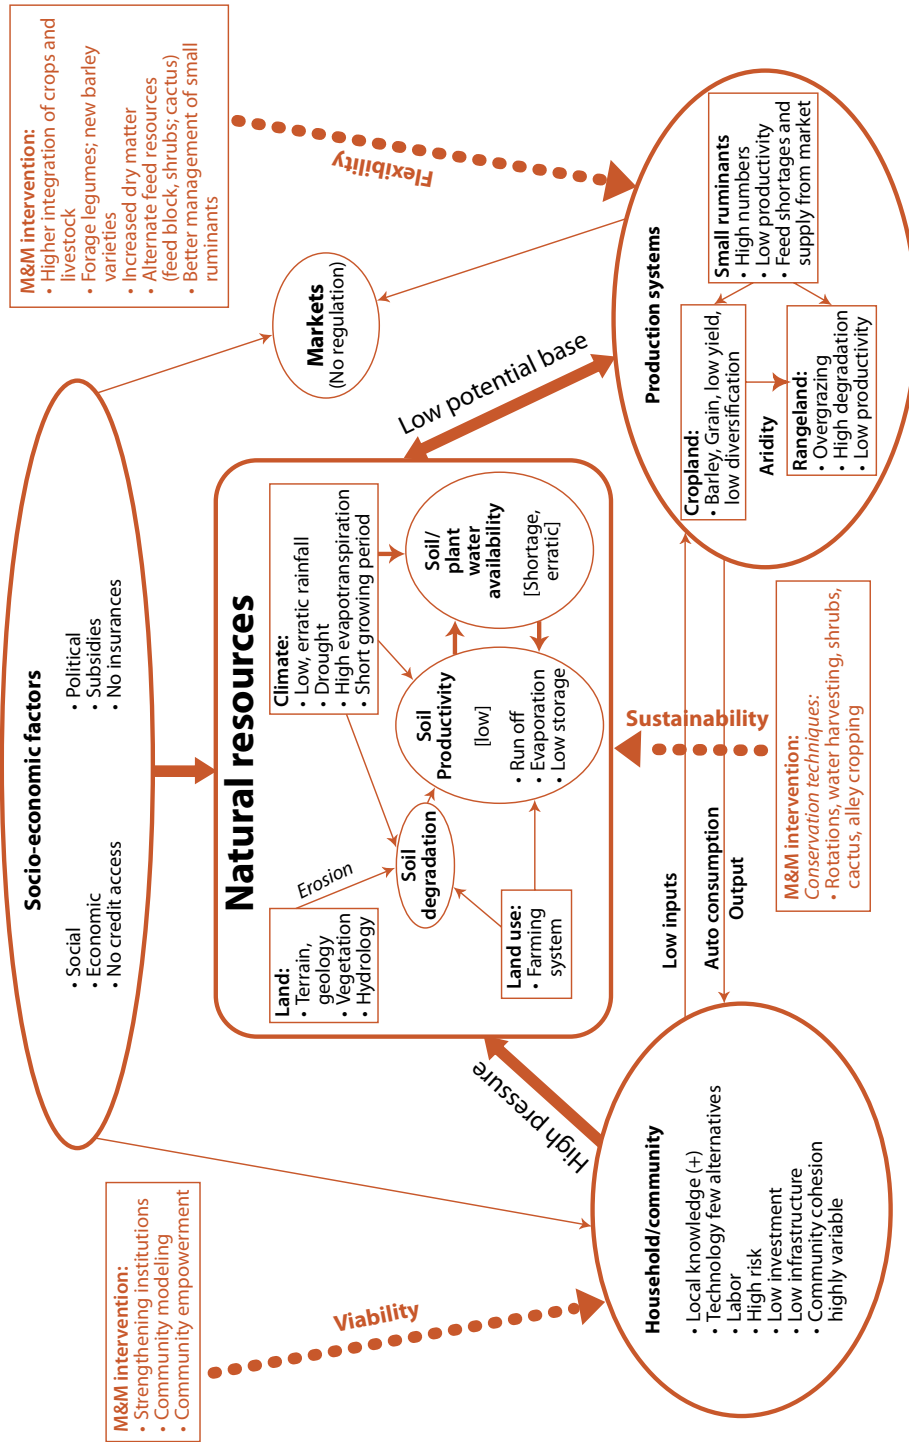 Socio-economic factors
• Social
• Economic
• No credit access
• Political
• Subsidies
• No insurances
M&M intervention:
• Strengthening institutions
• Community modeling
• Community empowerment
M&M intervention:
• Higher integration of crops and
livestock
• Forage legumes; new barley
varieties
• Increased dry matter
• Alternate feed resources
(feed block, shrubs; cactus)
• Better management of small
ruminants
Viability
Flexibility
Markets
(No regulation)
Natural resources
Land:
• Terrain,
geology
• Vegetation
• Hydrology
Erosion
Climate:
• Low, erratic rainfall
• Drought
• High evapotranspiration
• Short growing period
Soil
degradation
Soil
Productivity
[low]
• Run off
• Evaporation
• Low storage
Soil/
plant
water
availability
[Shortage,
erratic]
Land use:
• Farming
system
High pressure
Low potential base
Household/community
• Local knowledge (+)
• Technology few alternatives
• Labor
• High risk
• Low investment
• Low infrastructure
• Community cohesion
highly variable
Low inputs
Auto consumption
Output
Sustainability
M&M intervention:
Conservation techniques:
• Rotations, water harvesting, shrubs,
cactus, alley cropping
Production systems
Cropland:
• Barley, Grain, low yield,
low diversification
Aridity
Rangeland:
• Overgrazing
• High degradation
• Low productivity
Small ruminants
• High numbers
• Low productivity
• Feed shortages and
supply from market